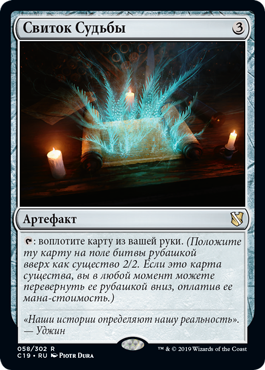 Свиток Судьбы 3
Артефакт
: воплотите карту из вашей руки. (Положите
ту карту на поле битвы рубашкой
вверх как существо 2/2. Если это карта
существа, вы в любой момент можете
перевернуть ее рубашкой вниз, оплатив ее
мана-стоимость.)
«Наши истории определяют нашу реальность».
— Уджин
058/302 R
C19 • RU Piotr Dura
™ & © 2019 Wizards of the Coast